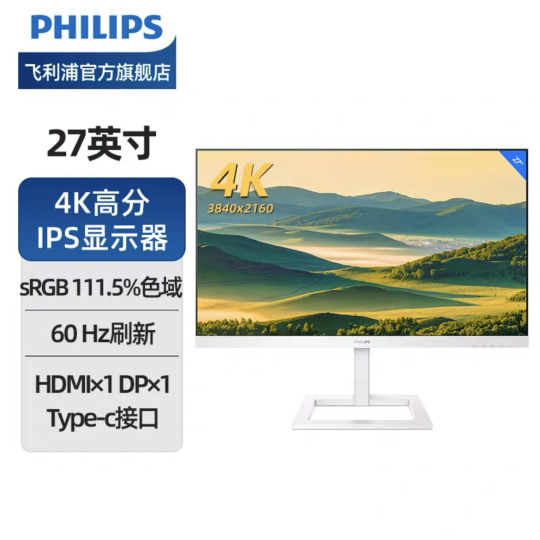 PHILIPS
飞利浦官方旗舰店
27英寸
4K高分
IPS显示器
sRGB 111.5%色域
60 Hz刷新
HDMI×1 DP×1
Type-c接口
27"
4K
3840x2160
PHILIPS